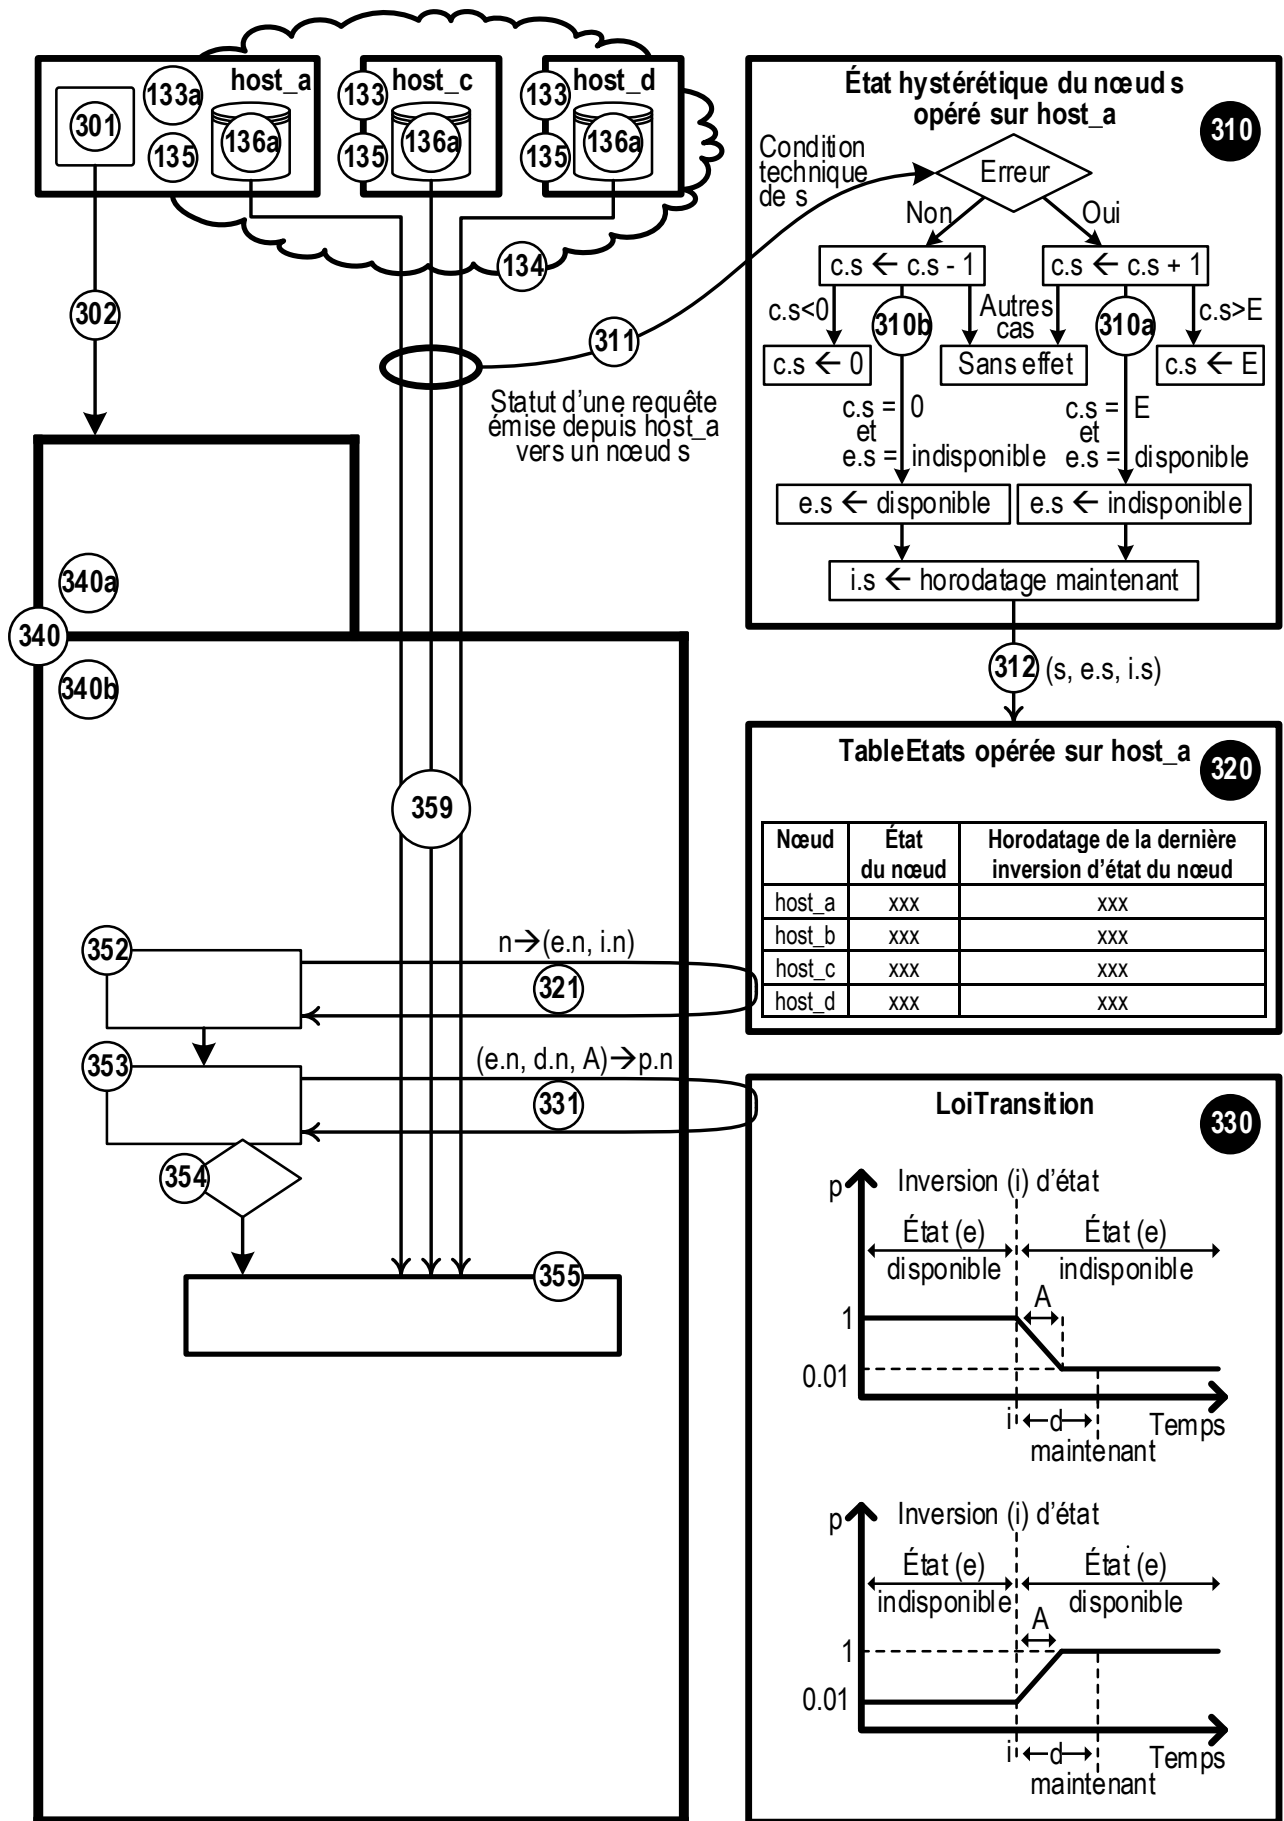 host_a
host_c
host_d
133a
133
133
301
136a
136a
136a
135
135
135
134
302
311
Statut d'une requête
émise depuis host_a
vers un nœud s
État hystérétique du nœud s
opéré sur host_a
310
Condition
technique
de s
Erreur
Non
Oui
c.s ← c.s - 1
c.s ← c.s + 1
c.s<0
310b
Autres
cas
310a
c.s>E
c.s ← 0
Sans effet
c.s ← E
c.s = 0
et
e.s = indisponible
c.s = E
et
e.s = disponible
e.s ← disponible
e.s ← indisponible
i.s ← horodatage maintenant
312 (s, e.s, i.s)
340a
340
340b
359
TableEtats opérée sur host_a
320
Nœud
État
du nœud
Horodatage de la dernière
inversion d'état du nœud
host_a xxx xxx
host_b xxx xxx
host_c xxx xxx
host_d xxx xxx
352
n→(e.n, i.n)
321
353
(e.n, d.n, A)→p.n
331
354
355
LoiTransition
330
p
Inversion (i) d'état
État (e)
disponible
État (e)
indisponible
A
1
0.01
i
d
Temps
maintenant
p
Inversion (i) d'état
État (e)
indisponible
État (e)
disponible
A
1
0.01
i
d
Temps
maintenant